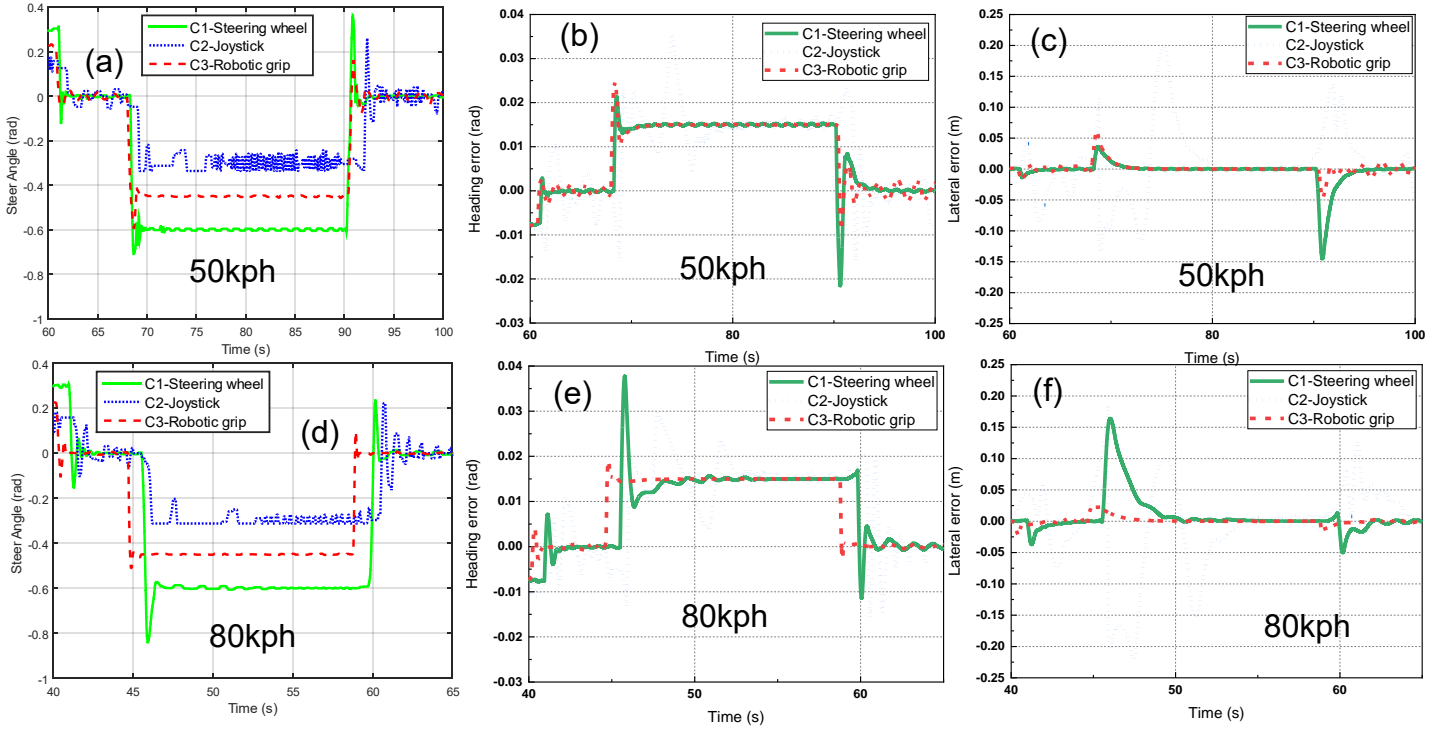 C1-Steering wheel
C2-Joystick
C3-Robotic grip
(a)
50kph
Steer Angle (rad)
0.4
0.2
0
-0.2
-0.4
-0.6
-0.8
-1
60 65 70 75 80 85 90 95 100
Time (s)
C1-Steering wheel
C2-Joystick
C3-Robotic grip
(b)
50kph
Heading error (rad)
0.04
0.03
0.02
0.01
0.00
-0.01
-0.02
-0.03
60 80 100
Time (s)
C1-Steering wheel
C2-Joystick
C3-Robotic grip
(c)
50kph
Lateral error (m)
0.25
0.20
0.15
0.10
0.05
0.00
-0.05
-0.10
-0.15
-0.20
-0.25
60 80 100
Time (s)
C1-Steering wheel
C2-Joystick
C3-Robotic grip
(d)
80kph
Steer Angle (rad)
0.4
0.2
0
-0.2
-0.4
-0.6
-0.8
-1
40 45 50 55 60 65
Time (s)
C1-Steering wheel
C2-Joystick
C3-Robotic grip
(e)
80kph
Heading error (rad)
0.04
0.03
0.02
0.01
0.00
-0.01
-0.02
-0.03
40 50 60
Time (s)
C1-Steering wheel
C2-Joystick
C3-Robotic grip
(f)
80kph
Lateral error (m)
0.25
0.20
0.15
0.10
0.05
0.00
-0.05
-0.10
-0.15
-0.20
-0.25
40 50 60
Time (s)